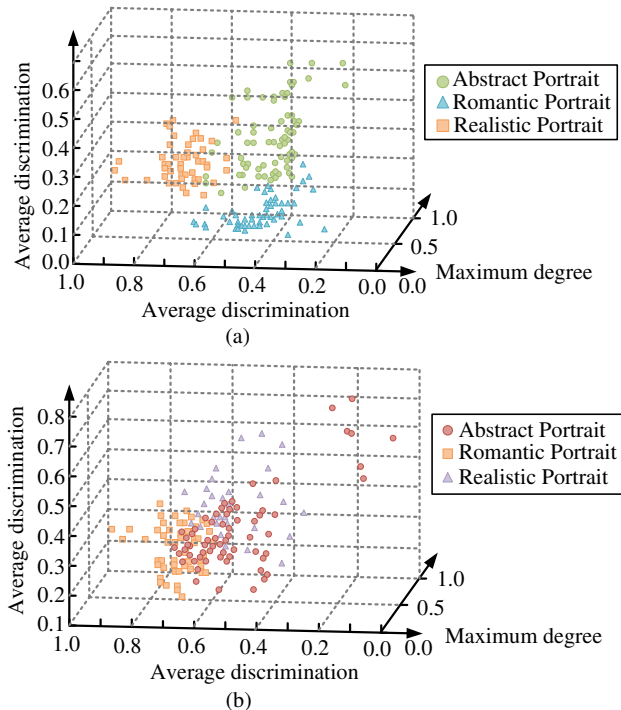 Average discrimination
0.6
0.5
0.4
0.3
0.2
0.1
0.0
1.0
0.8
0.6
0.4
0.2
0.0
0.0
0.5
1.0
Average discrimination
Maximum degree
Abstract Portrait
Romantic Portrait
Realistic Portrait
(a)
Average discrimination
0.8
0.7
0.6
0.5
0.4
0.3
0.2
0.1
1.0
0.8
0.6
0.4
0.2
0.0
0.0
0.5
1.0
Average discrimination
Maximum degree
Abstract Portrait
Romantic Portrait
Realistic Portrait
(b)